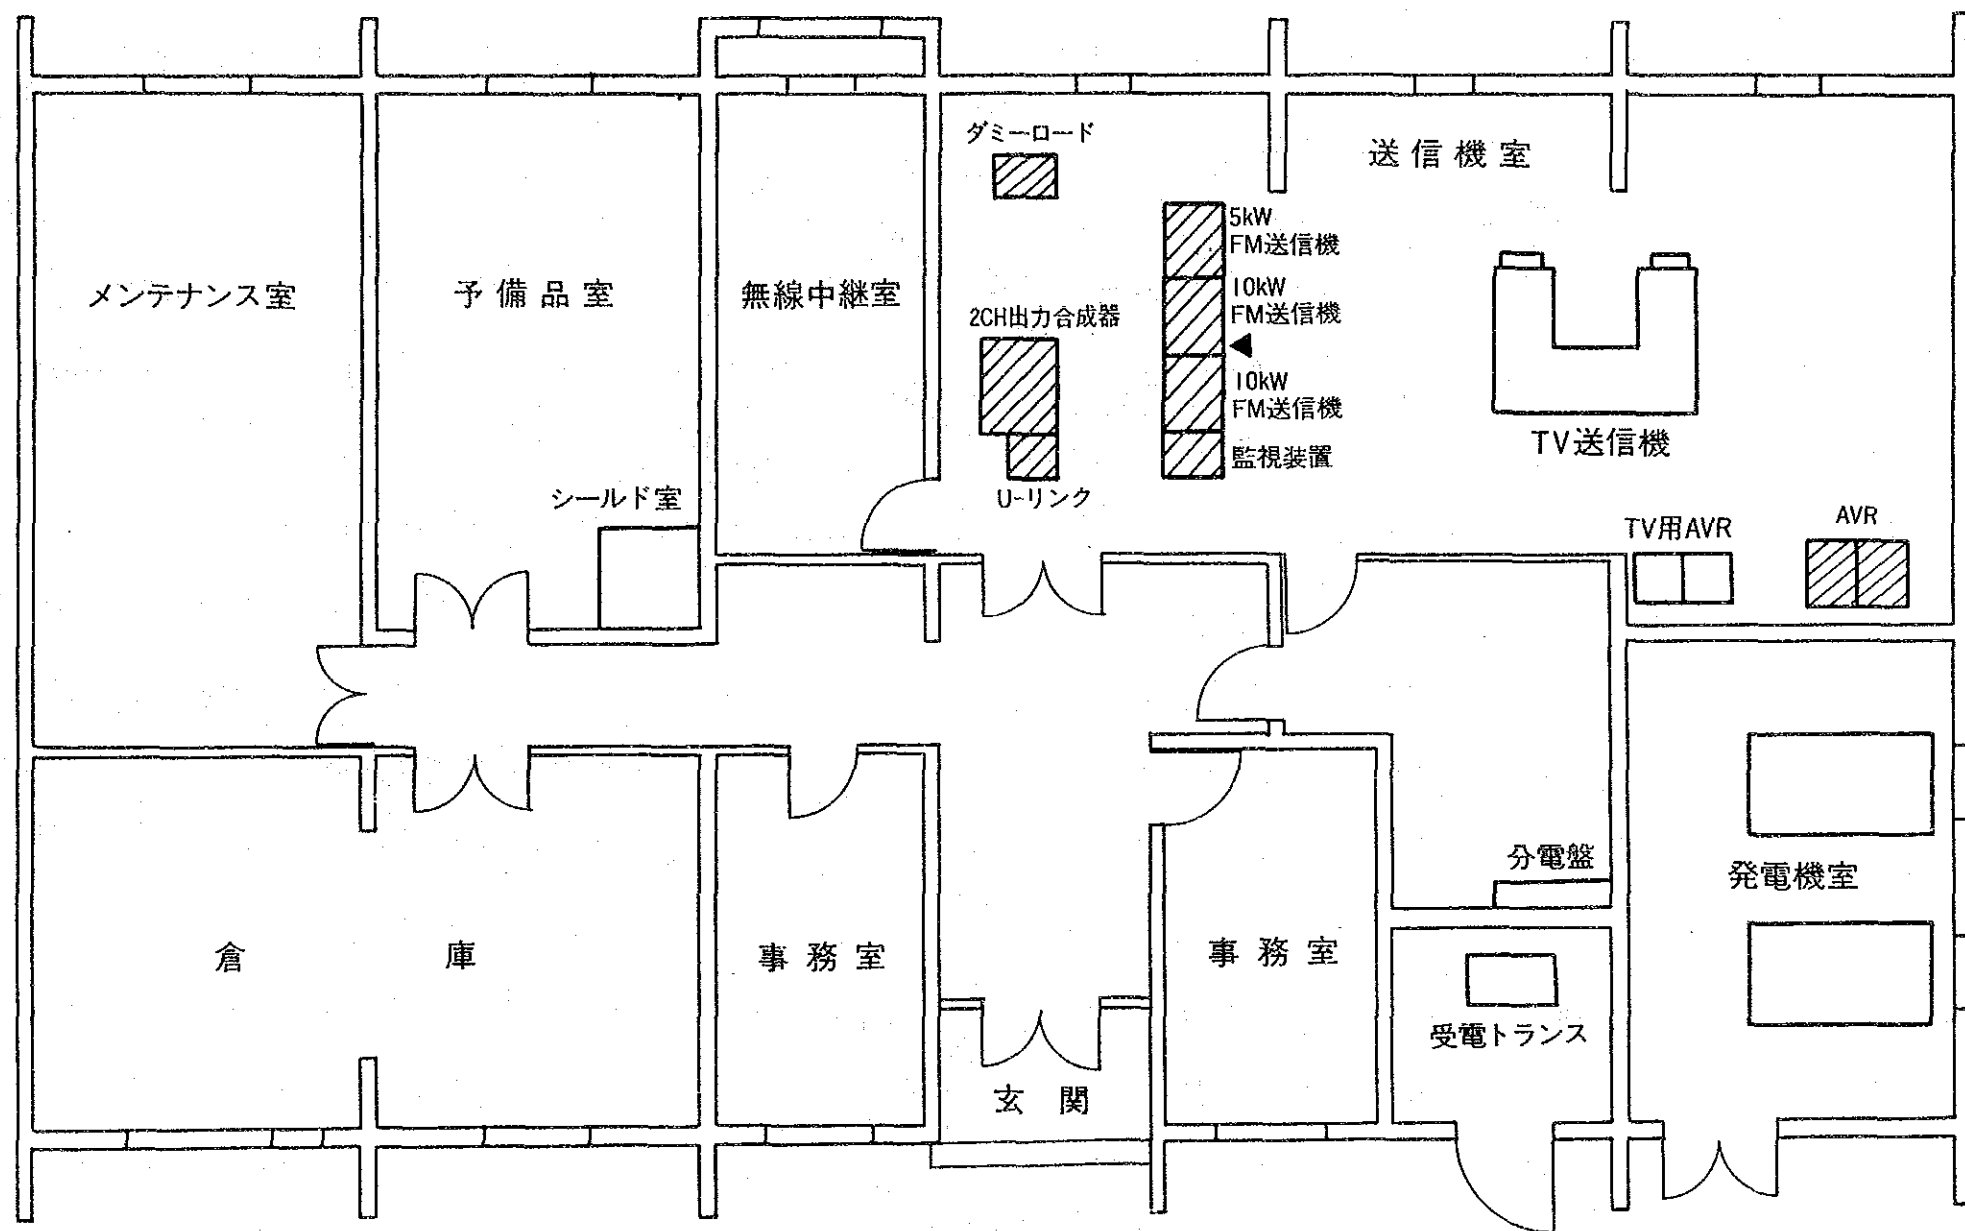 ダミーロード
送信機室
5kW
FM送信機
メンテナンス室
予備品室
無線中継室
10kW
FM送信機
2CH出力合成器
10kW
FM送信機
TV送信機
監視装置
シールド室
U-リンク
TV用AVR
AVR
分電盤
発電機室
倉庫
事務室
事務室
受電トランス
玄関